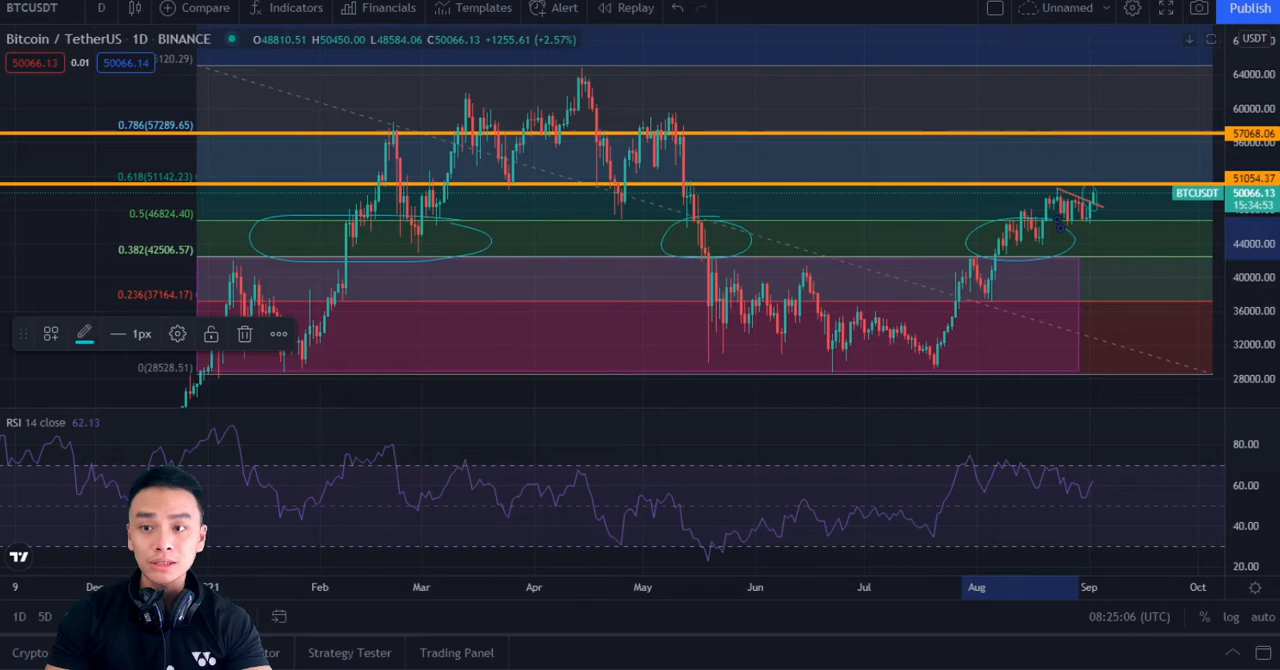 BTCUSDT D Compare Indicators Financials Templates Alert Replay Unnamed Publish
Bitcoin / TetherUS · 1D · BINANCE O48810.51 H50450.00 L48584.06 C50066.13 +1255.61 (+2.57%) USDT
50066.13 0.01 50066.14 5120.29)
64000.00
60000.00
0.786(57289.65)
57068.06
56000.00
0.618(51142.23)
51054.37
BTCUSDT 50066.13
15:34:53
0.5(46824.40)
0.382(42506.57)
44000.00
40000.00
0.236(37164.17)
36000.00
1px
32000.00
0(28528.51)
28000.00
RSI 14 close 62.13
80.00
60.00
40.00
20.00
9 Dec 21 Feb Mar Apr May Jun Jul Aug Sep Oct
1D 5D 08:25:06 (UTC) % log auto
Crypto tor Strategy Tester Trading Panel